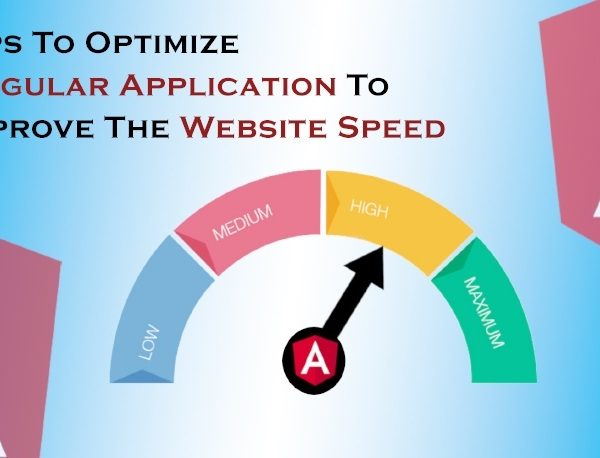 PS TO OPTIMIZE
GULAR APPLICATION TO
PROVE THE WEBSITE SPEED
HIGH
MEDIUM
MAXIMUM
LOW
A